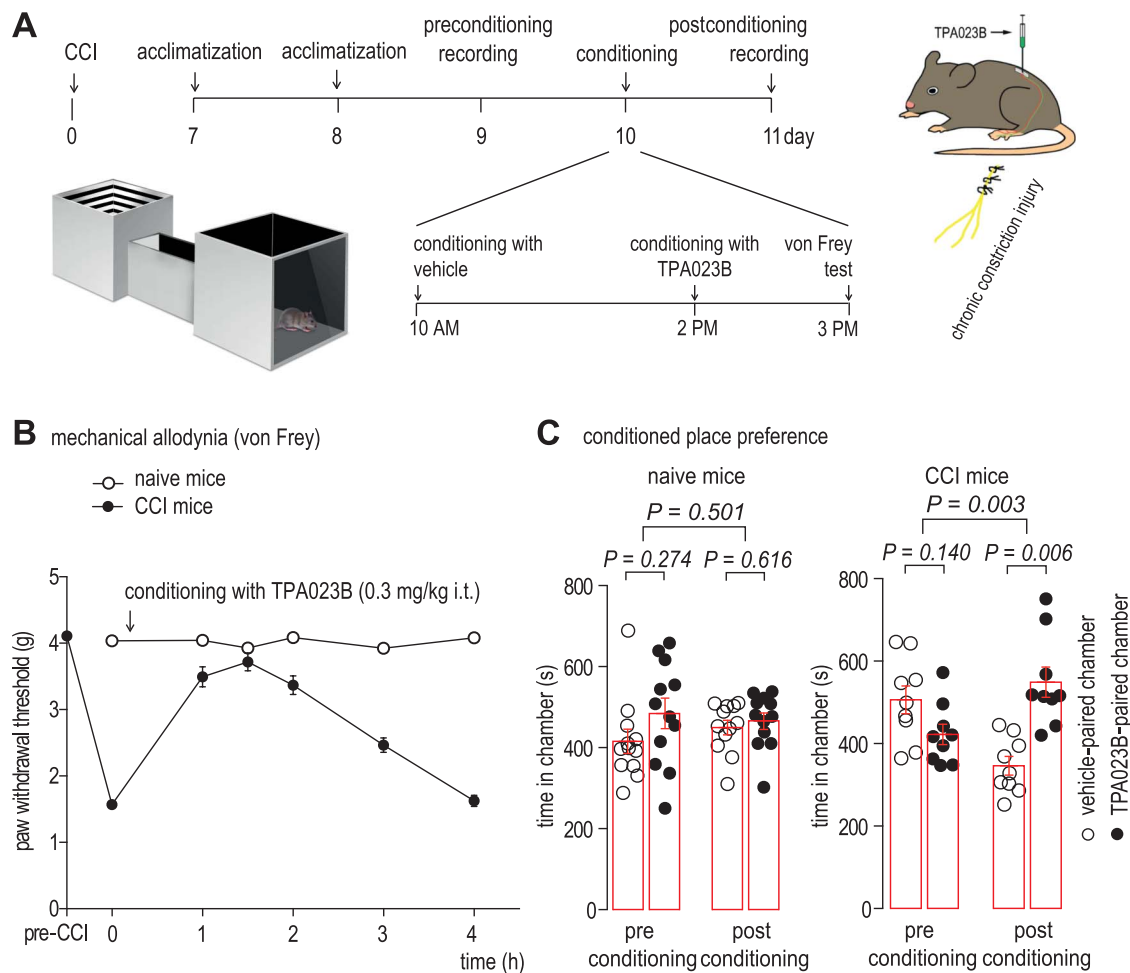 A
CCI
acclimatization
acclimatization
preconditioning
recording
conditioning
postconditioning
recording
0
7
8
9
10
11 day
TPA023B
chronic constriction injury
conditioning with
vehicle
conditioning with
TPA023B
von Frey
test
10 AM
2 PM
3 PM
B mechanical allodynia (von Frey)
naive mice
CCI mice
conditioning with TPA023B (0.3 mg/kg i.t.)
paw withdrawal threshold (g)
5
4
3
2
1
0
pre-CCI
0
1
2
3
4
time (h)
C conditioned place preference
naive mice
P = 0.501
P = 0.274
P = 0.616
time in chamber (s)
800
600
400
200
0
pre
conditioning
post
conditioning
CCI mice
P = 0.003
P = 0.140
P = 0.006
time in chamber (s)
800
600
400
200
0
pre
conditioning
post
conditioning
vehicle-paired chamber
TPA023B-paired chamber